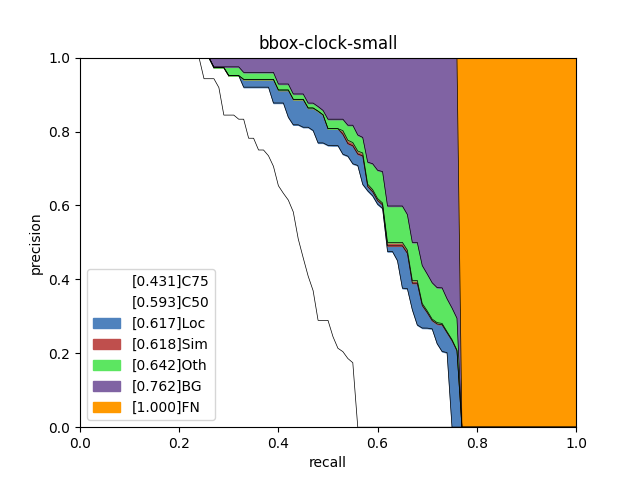 bbox-clock-small
precision
1.0
0.8
0.6
0.4
0.2
0.0
[0.431]C75
[0.593]C50
[0.617]Loc
[0.618]Sim
[0.642]Oth
[0.762]BG
[1.000]FN
0.0 0.2 0.4 0.6 0.8 1.0
recall